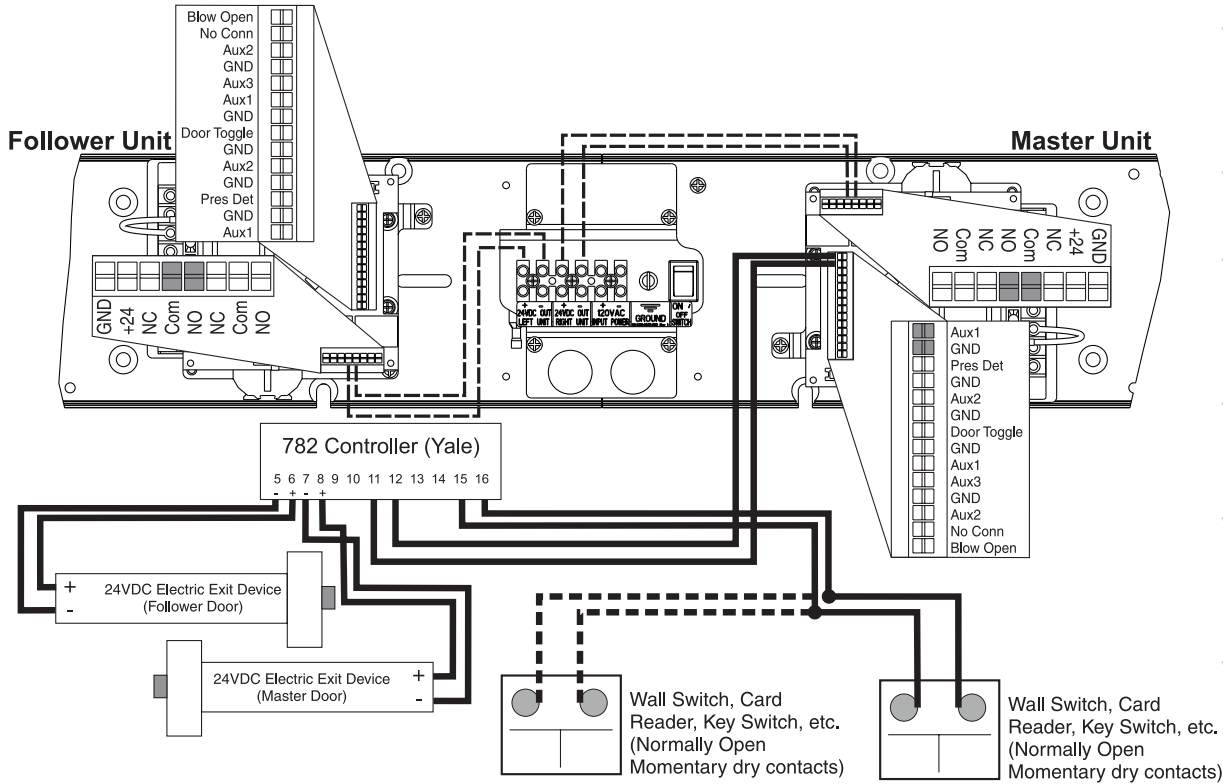 Blow Open
No Conn
Aux2
GND
Aux3
Aux1
GND
Door Toggle
GND
Aux2
GND
Pres Det
GND
Aux1
Follower Unit
Master Unit
GND
+24
NC
Com
NO
NC
Com
NO
NO
Com
NC
NO
Com
NC
+24
GND
+ -
24VDC OUT
LEFT UNIT
+ -
24VDC OUT
RIGHT UNIT
120VAC
INPUT POWER
GROUND
ON /
OFF
SWITCH
Aux1
GND
Pres Det
GND
Aux2
GND
Door Toggle
GND
Aux1
Aux3
GND
Aux2
No Conn
Blow Open
782 Controller (Yale)
5 6 7 8 9 10 11 12 13 14 15 16
- + - +
+
-
24VDC Electric Exit Device
(Follower Door)
24VDC Electric Exit Device
(Master Door)
+
-
Wall Switch, Card
Reader, Key Switch, etc.
(Normally Open
Momentary dry contacts)
Wall Switch, Card
Reader, Key Switch, etc.
(Normally Open
Momentary dry contacts)